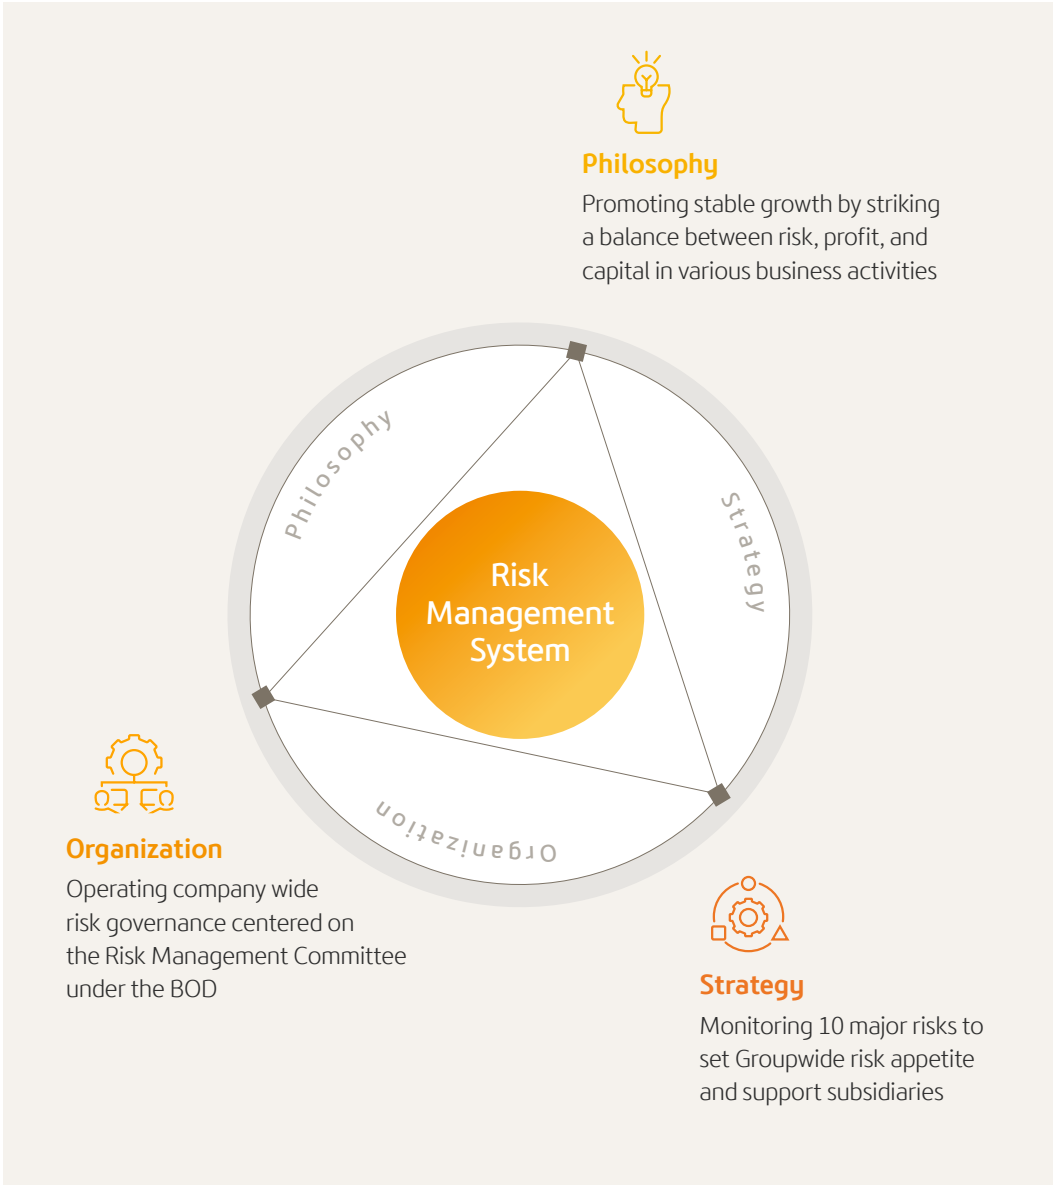 Philosophy
Promoting stable growth by striking
a balance between risk, profit, and
capital in various business activities
Philosophy
Strategy
Risk
Management
System
Organization
Organization
Operating company wide
risk governance centered on
the Risk Management Committee
under the BOD
Strategy
Monitoring 10 major risks to
set Groupwide risk appetite
and support subsidiaries